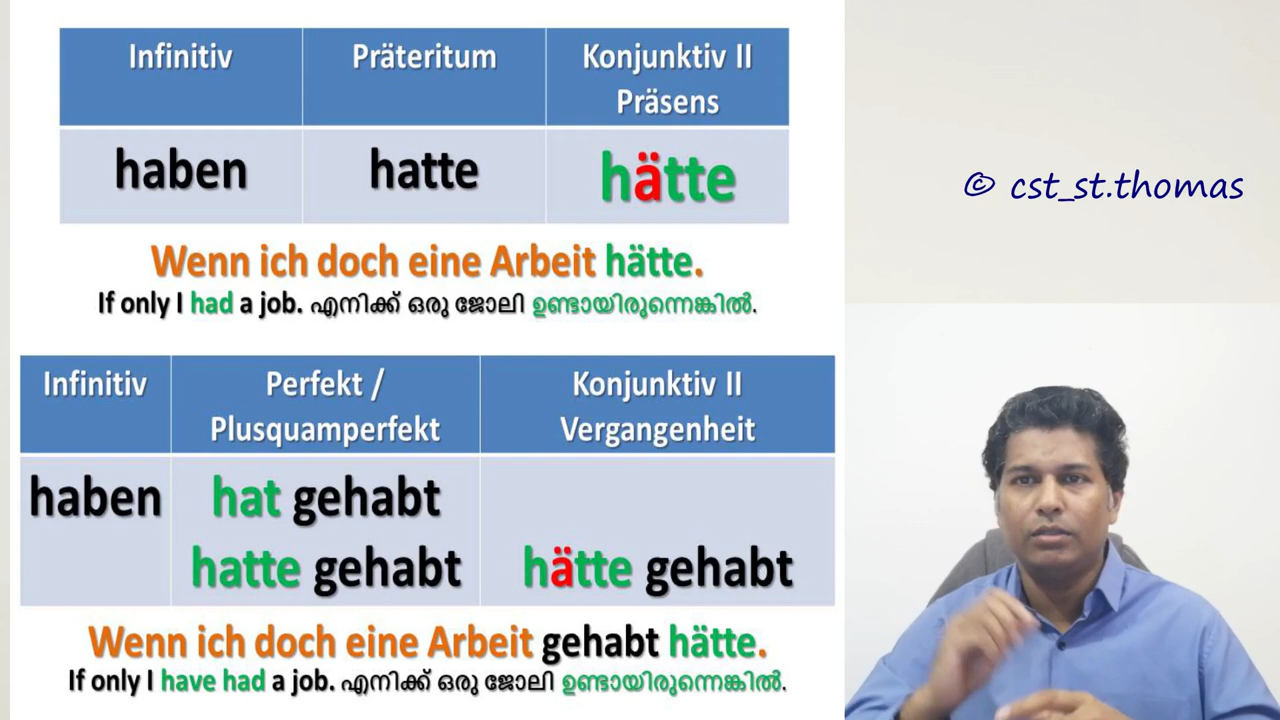 Infinitiv
Präteritum
Konjunktiv II
Präsens
haben
hatte
hätte
© cst_st.thomas
Wenn ich doch eine Arbeit hätte.
If only I had a job. എനിക്ക് ഒരു ജോലി ഉണ്ടായിരുന്നെങ്കിൽ.
Infinitiv
Perfekt /
Plusquamperfekt
Konjunktiv II
Vergangenheit
haben
hat gehabt
hatte gehabt
hätte gehabt
Wenn ich doch eine Arbeit gehabt hätte.
If only I have had a job. എനിക്ക് ഒരു ജോലി ഉണ്ടായിരുന്നെങ്കിൽ.